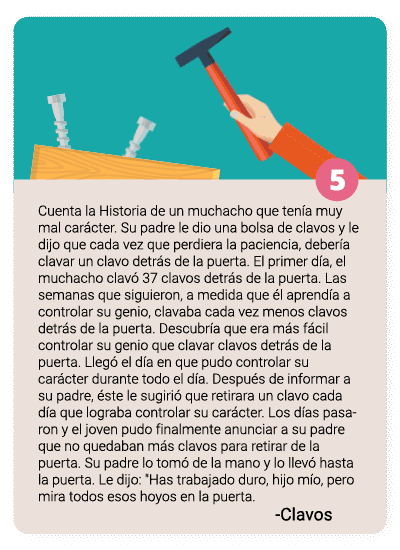 5
Cuenta la Historia de un muchacho que tenía muy
mal carácter. Su padre le dio una bolsa de clavos y le
dijo que cada vez que perdiera la paciencia, debería
clavar un clavo detrás de la puerta. El primer día, el
muchacho clavó 37 clavos detrás de la puerta. Las
semanas que siguieron, a medida que él aprendía a
controlar su genio, clavaba cada vez menos clavos
detrás de la puerta. Descubría que era más fácil
controlar su genio que clavar clavos detrás de la
puerta. Llegó el día en que pudo controlar su
carácter durante todo el día. Después de informar a
su padre, éste le sugirió que retirara un clavo cada
día que lograba controlar su carácter. Los días pasa-
ron y el joven pudo finalmente anunciar a su padre
que no quedaban más clavos para retirar de la
puerta. Su padre lo tomó de la mano y lo llevó hasta
la puerta. Le dijo: "Has trabajado duro, hijo mío, pero
mira todos esos hoyos en la puerta.
-Clavos